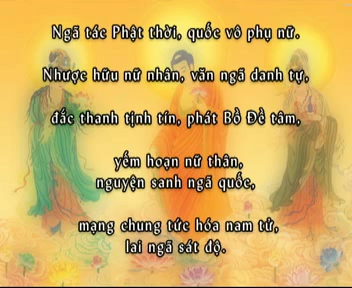 Ngã tác Phật thời, quốc vô phụ nữ.
Nhược hữu nữ nhân, văn ngã danh tự,
đắc thanh tịnh tín, phát Bồ Đề tâm,
yếm hoạn nữ thân,
nguyện sanh ngã quốc,
mạng chung tức hóa nam tử,
lai ngã sát độ.